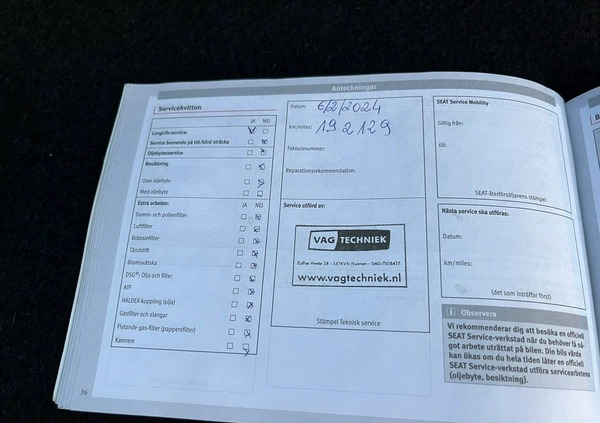 Anteckningar
Servicekvitton
JA NEJ
LongLife-service:
Service beroende på tid/körd sträcka
Oljebytesservice
Besiktning
Utan oljebyte
Med oljebyte
Extra arbeten: JA NEJ
Damm- och pollenfilter
Luftfilter
Bränslefilter
Tändstift
Bromsvätska
DSG®: Olja och filter
ATF
HALDEX-koppling (olja)
Gasfilter och slangar
Flytande-gas-filter (pappersfilter)
Kamrem
36
Datum: 6/2/2024
km/miles: 192129
Fakturanummer:
Reparationsrekommendation:
Service utförd av:
VAG TECHNIEK
Nuenen
www.vagtechniek.nl
Stämpel Teknisk service
SEAT Service Mobility
Giltig från:
till:
SEAT-återförsäljarens stämpel
Nästa service ska utföras:
Datum:
km/miles:
(det som inträffar först)
i Observera
Vi rekommenderar dig att besöka en officiell
SEAT Service-verkstad när du behöver få nå-
got arbete uträttat på bilen. Din bils värde
kan ökas om du hela tiden låter en officiell
SEAT Service-verkstad utföra servicearbetena
(oljebyte, besiktning).